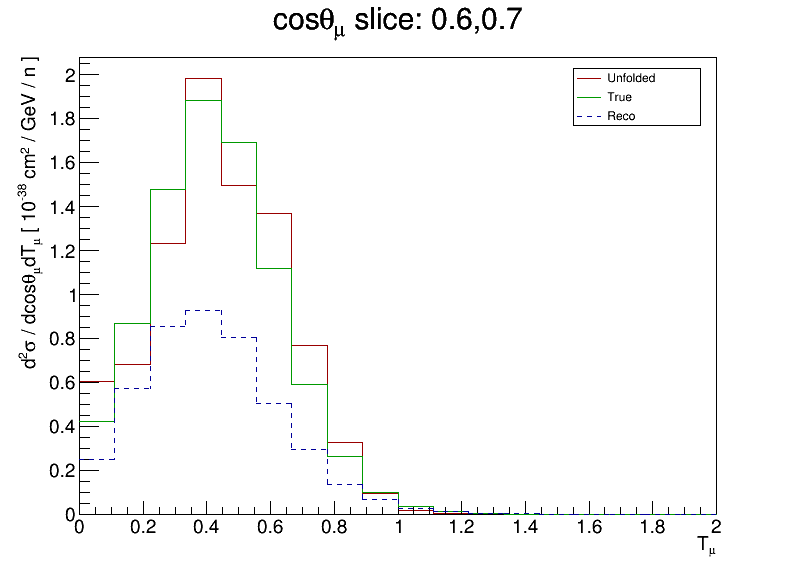 cosθμ slice: 0.6,0.7
d²σ / dcosθμdTμ [ 10⁻³⁸ cm² / GeV / n ]
Unfolded
True
Reco
2
1.8
1.6
1.4
1.2
1
0.8
0.6
0.4
0.2
0
0 0.2 0.4 0.6 0.8 1 1.2 1.4 1.6 1.8 2
Tμ